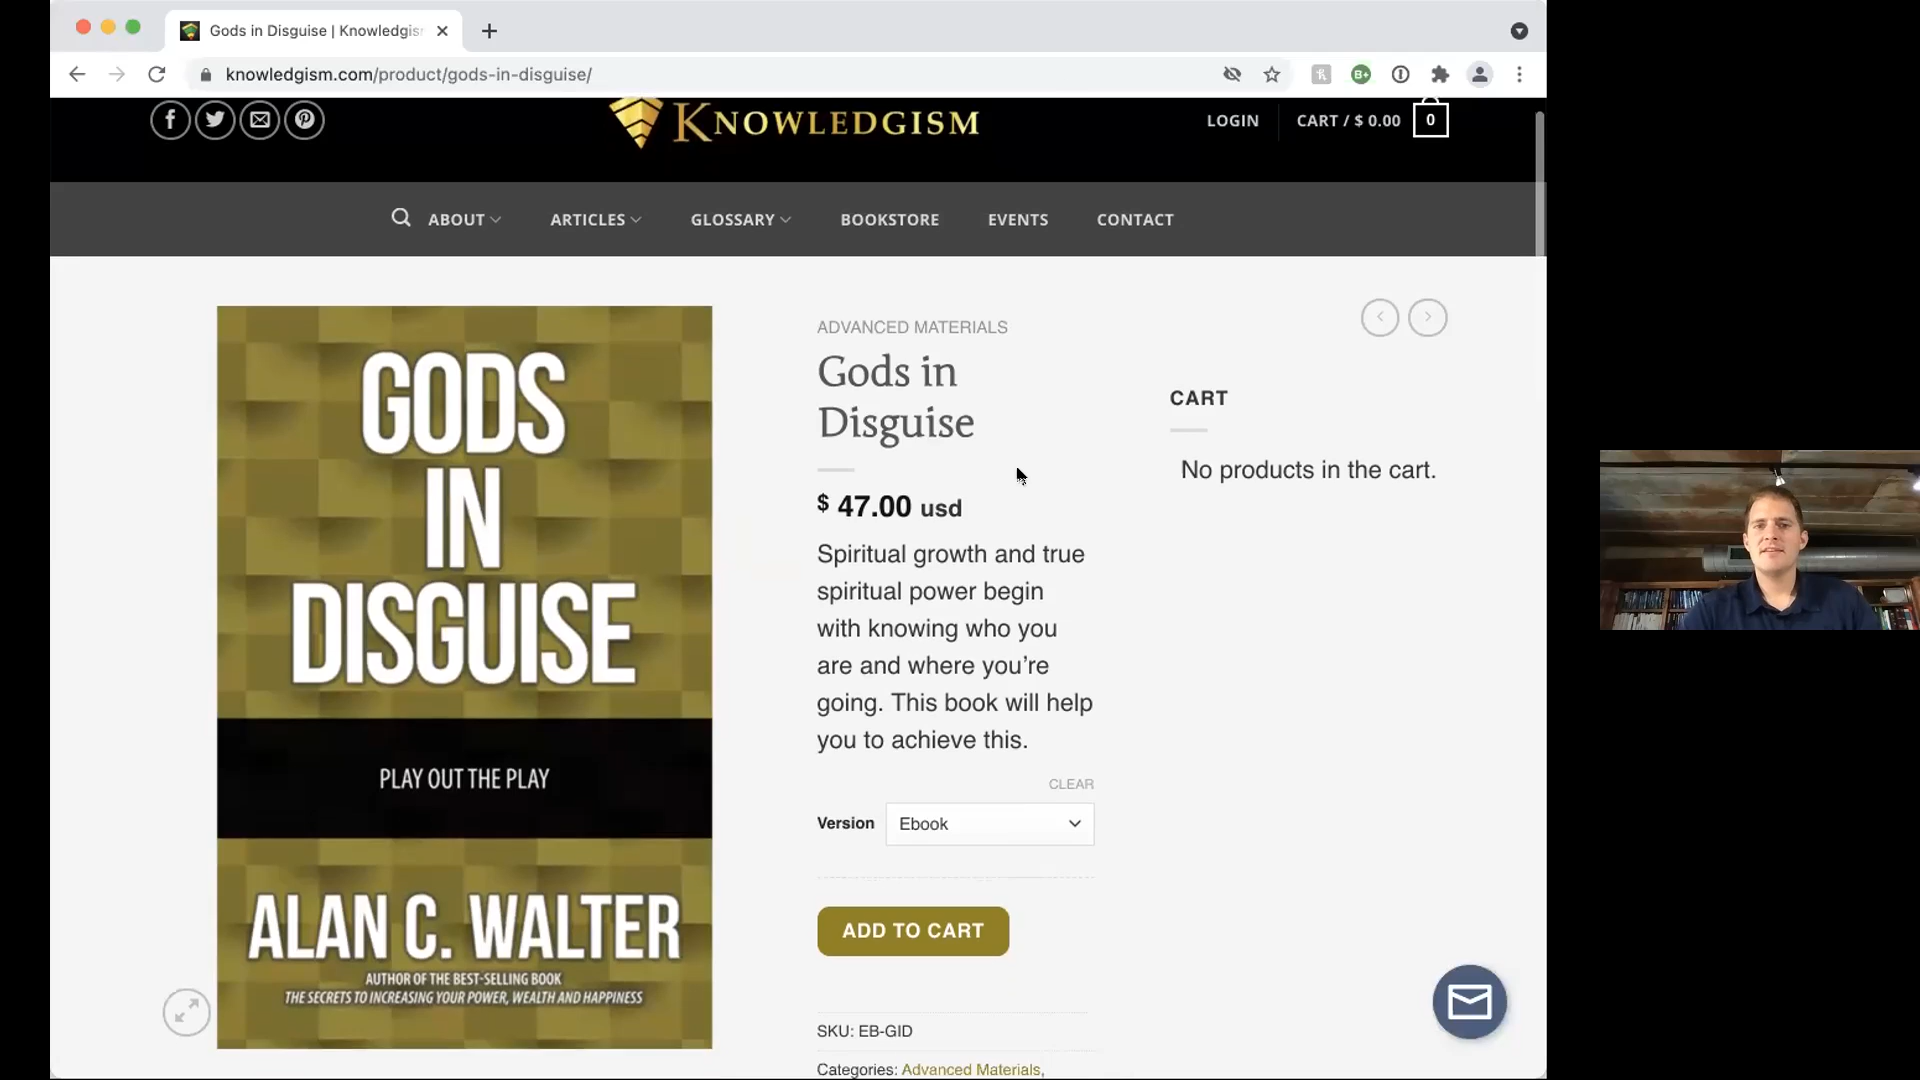 Gods in Disguise | Knowledgis
knowledgism.com/product/gods-in-disguise/
KNOWLEDGISM
LOGIN
CART / $ 0.00
0
ABOUT
ARTICLES
GLOSSARY
BOOKSTORE
EVENTS
CONTACT
GODS
IN
DISGUISE
PLAY OUT THE PLAY
ALAN C. WALTER
AUTHOR OF THE BEST-SELLING BOOK
THE SECRETS TO INCREASING YOUR POWER, WEALTH AND HAPPINESS
ADVANCED MATERIALS
Gods in
Disguise
$ 47.00 usd
Spiritual growth and true
spiritual power begin
with knowing who you
are and where you’re
going. This book will help
you to achieve this.
CLEAR
Version
Ebook
ADD TO CART
SKU: EB-GID
Categories: Advanced Materials,
CART
No products in the cart.